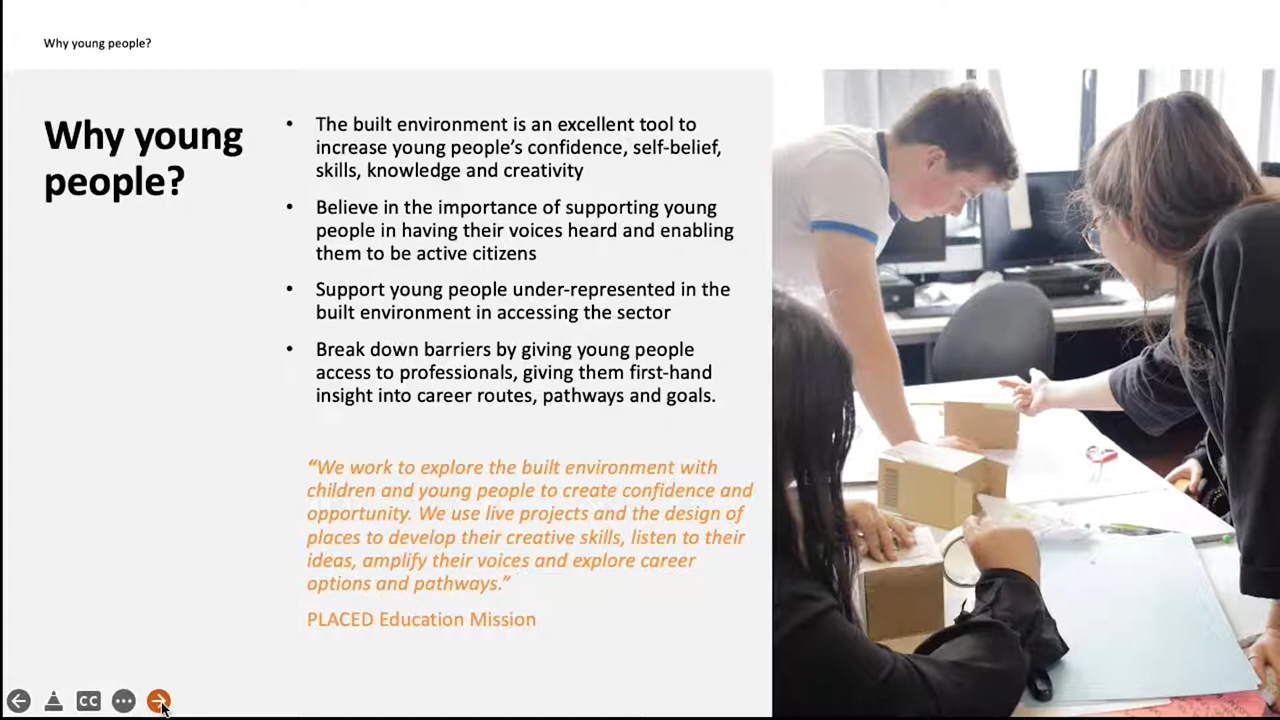 Why young people?
Why young
people?
• The built environment is an excellent tool to
increase young people’s confidence, self-belief,
skills, knowledge and creativity
• Believe in the importance of supporting young
people in having their voices heard and enabling
them to be active citizens
• Support young people under-represented in the
built environment in accessing the sector
• Break down barriers by giving young people
access to professionals, giving them first-hand
insight into career routes, pathways and goals.
“We work to explore the built environment with
children and young people to create confidence and
opportunity. We use live projects and the design of
places to develop their creative skills, listen to their
ideas, amplify their voices and explore career
options and pathways.”
PLACED Education Mission
CC